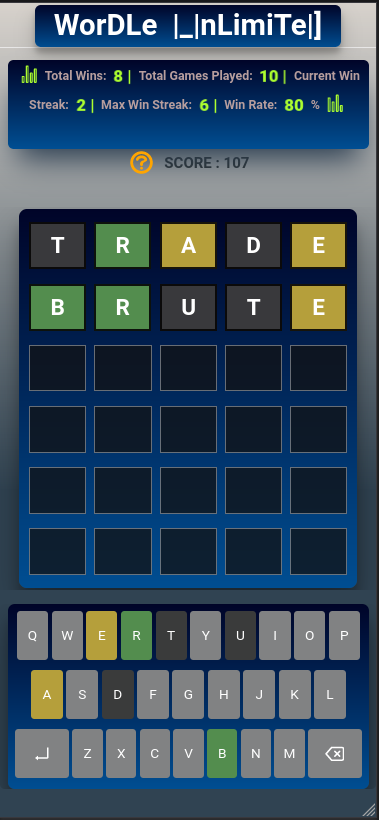 WorDLe |_|nLimiTe|]
Total Wins: 8 | Total Games Played: 10 | Current Win
Streak: 2 | Max Win Streak: 6 | Win Rate: 80 %
? SCORE : 107
T R A D E
B R U T E
Q W E R T Y U I O P
A S D F G H J K L
Z X C V B N M